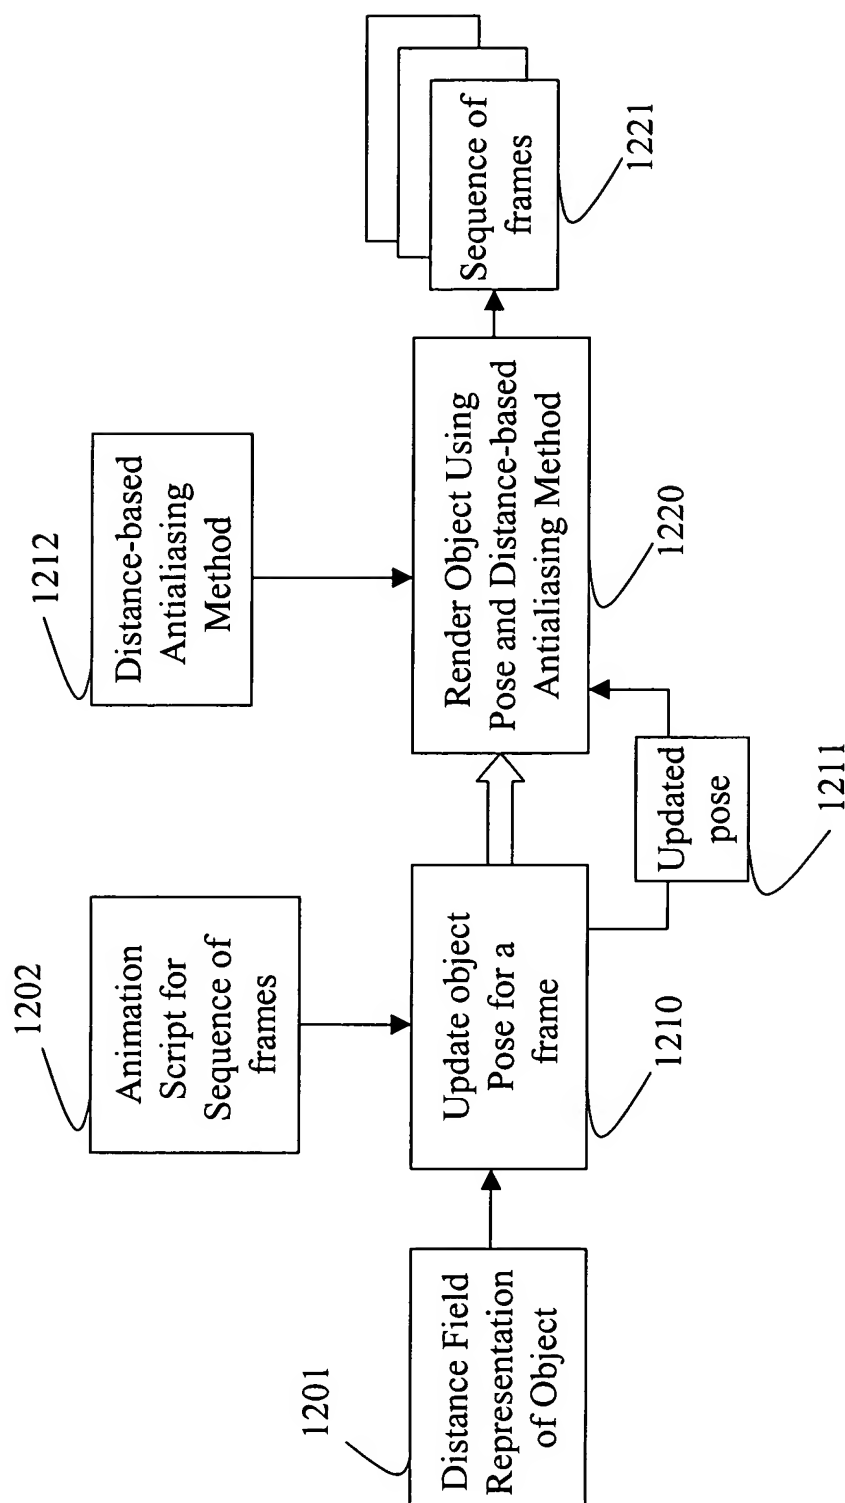 1201
Distance Field
Representation
of Object
1202
Animation
Script for
Sequence of
frames
Update object
Pose for a
frame
1210
Updated
pose
1211
1212
Distance-based
Antialiasing
Method
Render Object Using
Pose and Distance-based
Antialiasing Method
1220
Sequence of
frames
1221